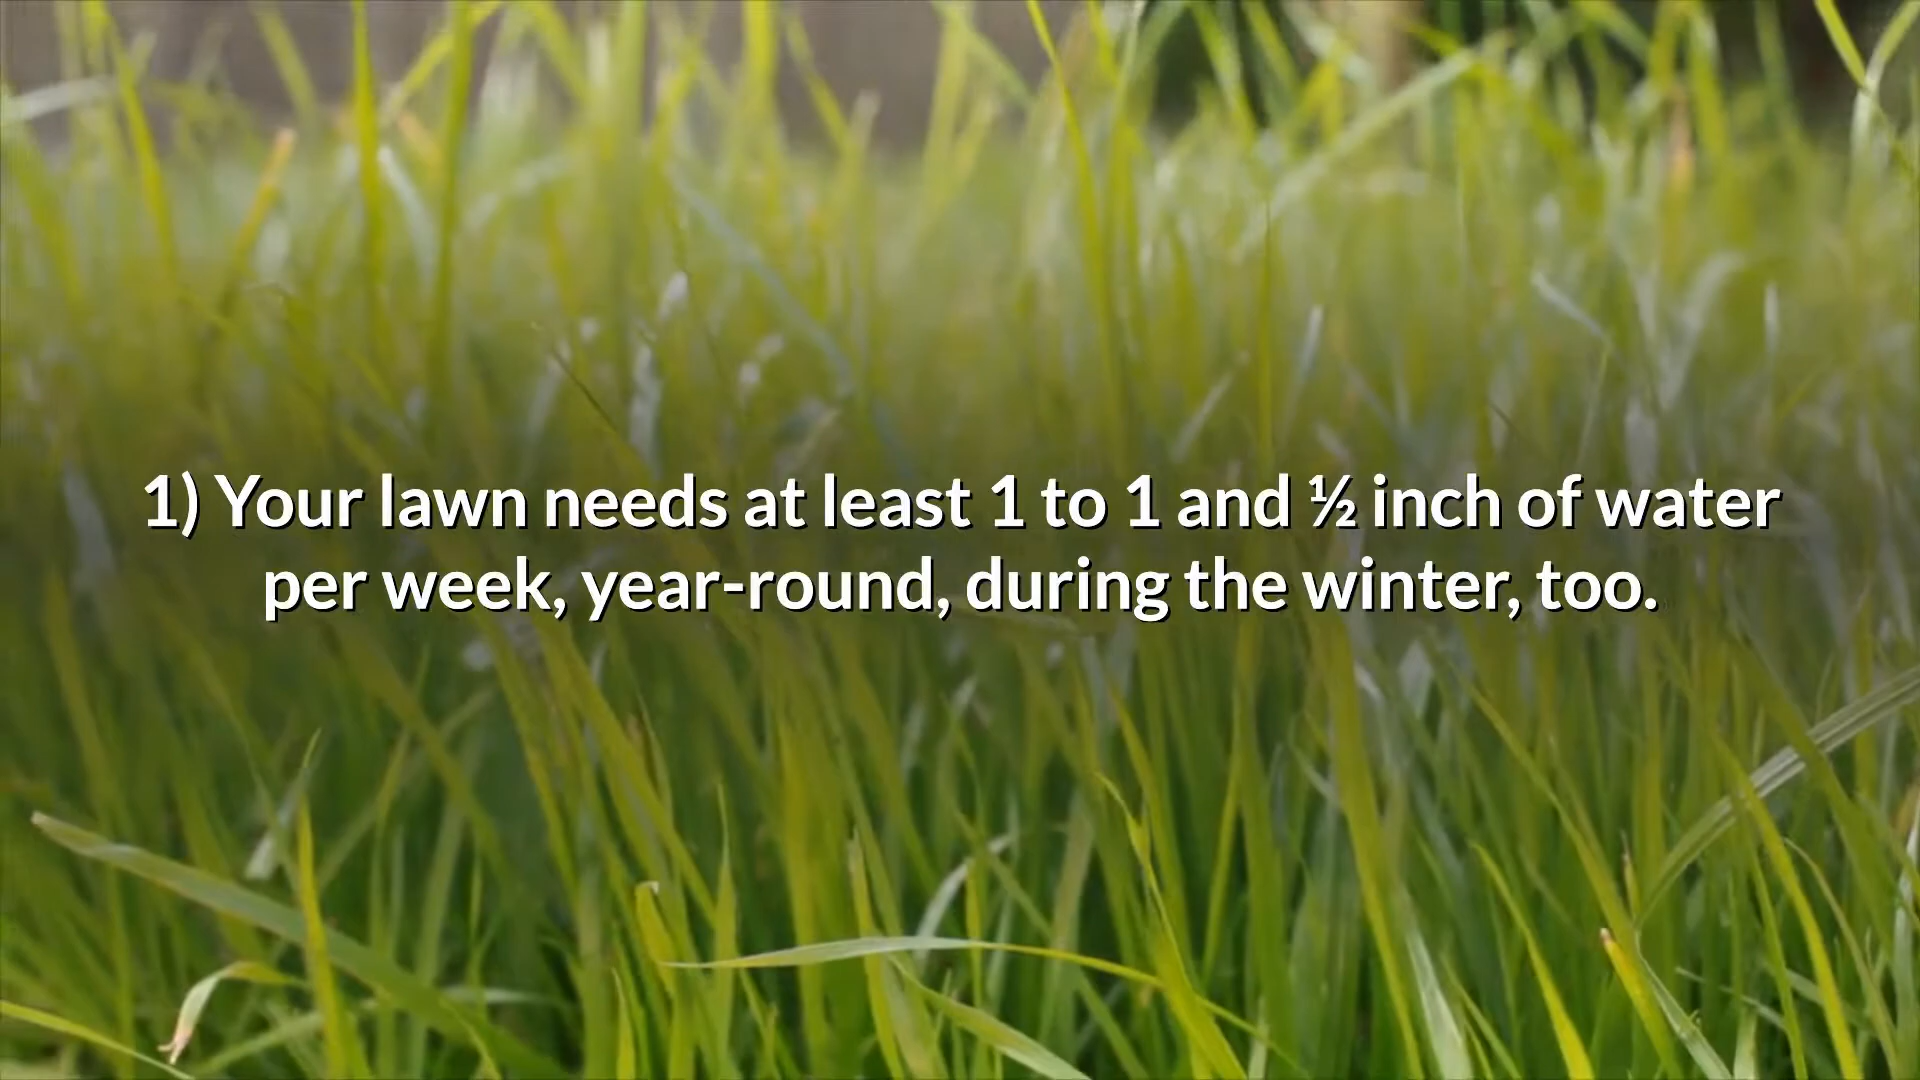 1) Your lawn needs at least 1 to 1 and ½ inch of water
per week, year-round, during the winter, too.